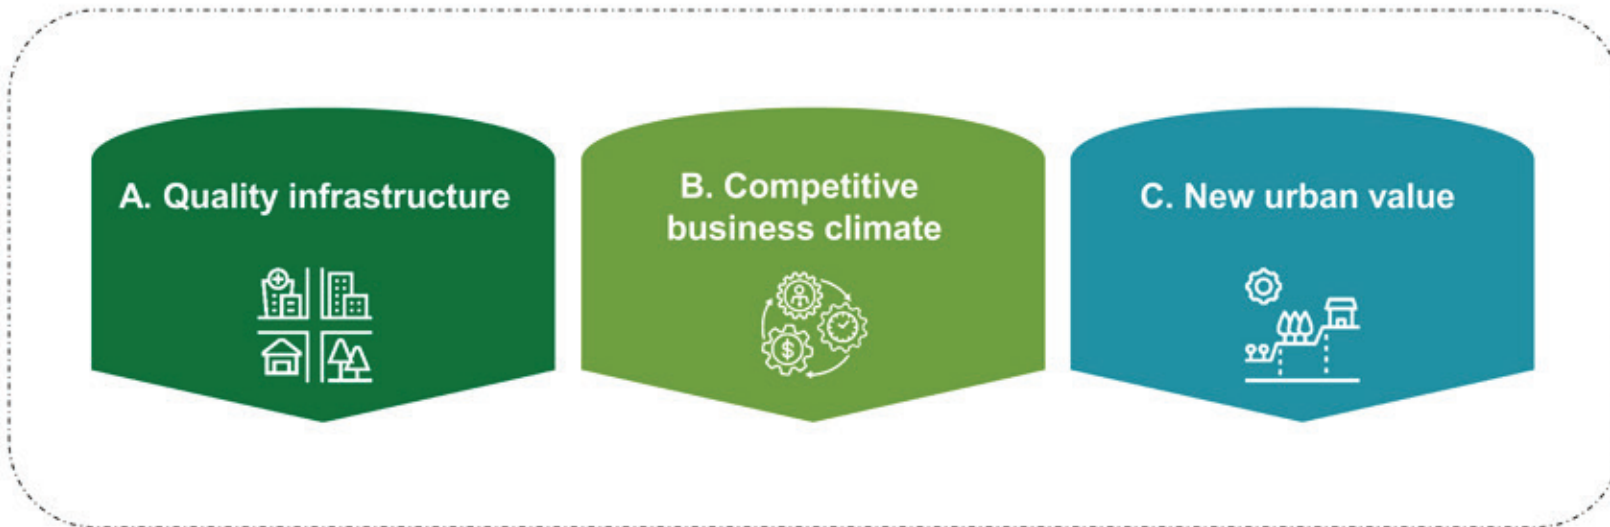 A. Quality infrastructure
B. Competitive
business climate
C. New urban value
$